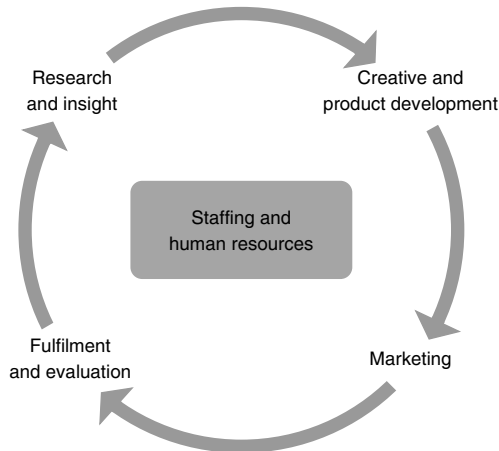 Research
and insight
Creative and
product development
Staffing and
human resources
Fulfilment
and evaluation
Marketing